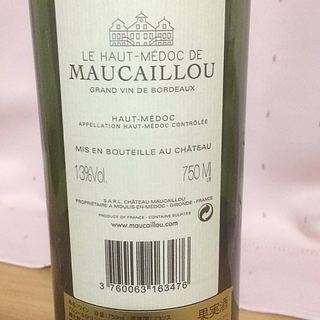 LE HAUT-MÉDOC DE
MAUCAILLOU
GRAND VIN DE BORDEAUX
HAUT-MÉDOC
APPELLATION HAUT-MÉDOC CONTRÔLÉE
MIS EN BOUTEILLE AU CHÂTEAU
13%Vol. 750 Ml
S.A.R.L. CHÂTEAU MAUCAILLOU
PROPRIÉTAIRE A MOULIS-EN-MÉDOC - GIRONDE - FRANCE
PRODUCT OF FRANCE - CONTAINS SULFITES
www.maucaillou.com
3 760063 163476
果実酒